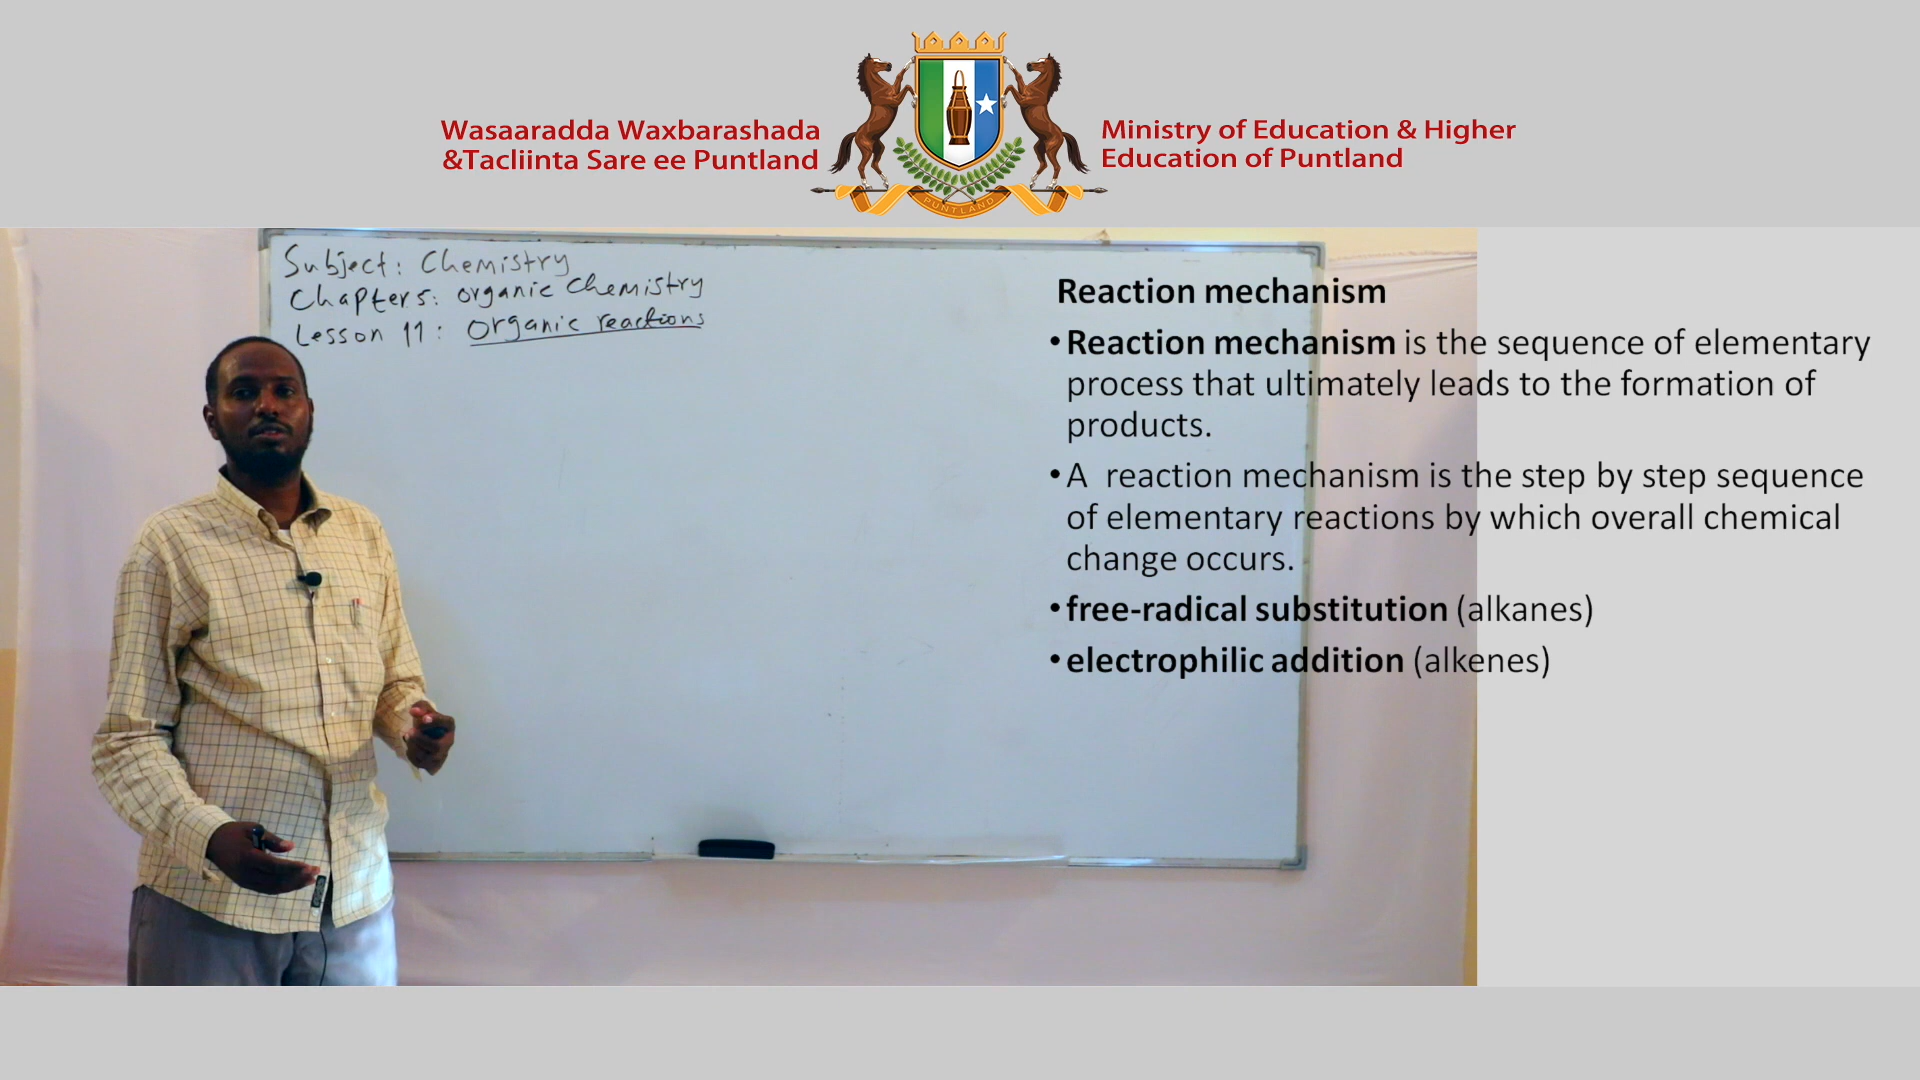 Wasaaradda Waxbarashada
&Tacliinta Sare ee Puntland
Ministry of Education & Higher
Education of Puntland
PUNTLAND
Subject: Chemistry
Chapter 5: organic Chemistry
Lesson 11: Organic reactions
Reaction mechanism
• Reaction mechanism is the sequence of elementary
process that ultimately leads to the formation of
products.
• A reaction mechanism is the step by step sequence
of elementary reactions by which overall chemical
change occurs.
• free-radical substitution (alkanes)
• electrophilic addition (alkenes)